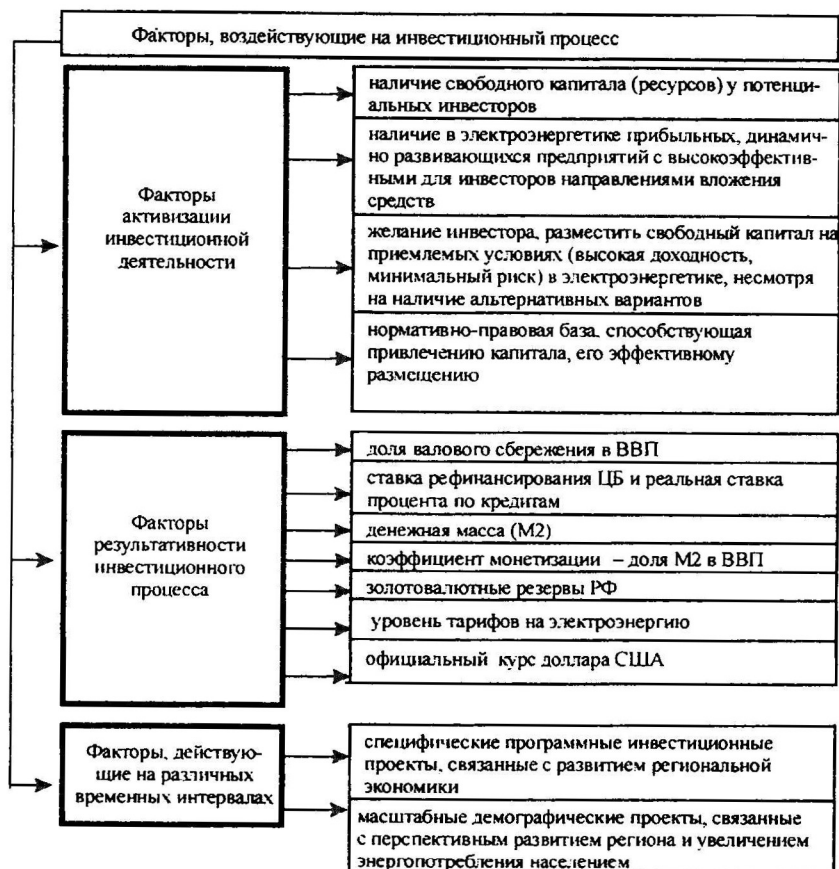 Факторы, воздействующие на инвестиционный процесс
Факторы
активизации
инвестиционной
деятельности
наличие свободного капитала (ресурсов) у потенци-
альных инвесторов
наличие в электроэнергетике прибыльных, динамич-
но развивающихся предприятий с высокоэффектив-
ными для инвесторов направлениями вложения
средств
желание инвестора, разместить свободный капитал на
приемлемых условиях (высокая доходность,
минимальный риск) в электроэнергетике, несмотря
на наличие альтернативных вариантов
нормативно-правовая база, способствующая
привлечению капитала, его эффективному
размещению
Факторы
результативности
инвестиционного
процесса
доля валового сбережения в ВВП
ставка рефинансирования ЦБ и реальная ставка
процента по кредитам
денежная масса (М2)
коэффициент монетизации – доля М2 в ВВП
золотовалютные резервы РФ
уровень тарифов на электроэнергию
официальный курс доллара США
Факторы, действую-
щие на различных
временных интервалах
специфические программные инвестиционные
проекты, связанные с развитием региональной
экономики
масштабные демографические проекты, связанные
с перспективным развитием региона и увеличением
энергопотребления населением